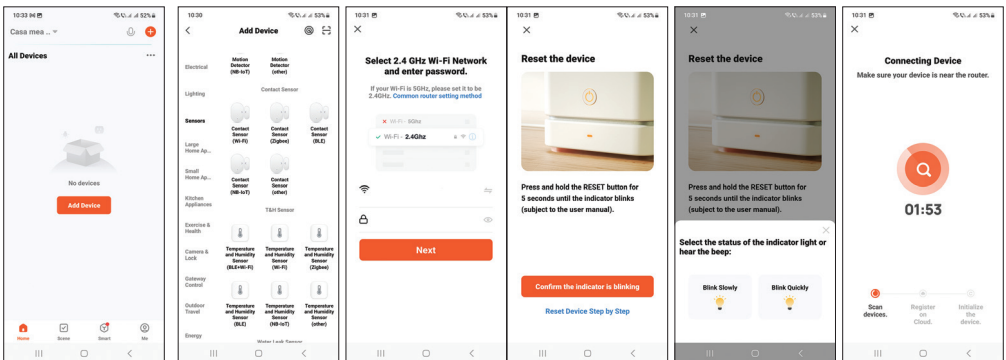 10:33
52%
Casa mea ..
All Devices
No devices
Add Device
Home
Scene
Smart
Me
10:30
53%
Add Device
Electrical
Lighting
Sensors
Large
Home Ap...
Small
Home Ap...
Kitchen
Appliances
Exercise &
Health
Camera &
Lock
Gateway
Control
Outdoor
Travel
Energy
Motion
Detector
(NB-IoT)
Motion
Detector
(other)
Contact Sensor
Contact
Sensor
(Wi-Fi)
Contact
Sensor
(Zigbee)
Contact
Sensor
(BLE)
Contact
Sensor
(NB-IoT)
Contact
Sensor
(other)
T&H Sensor
Temperature
and Humidity
Sensor
(BLE+Wi-Fi)
Temperature
and Humidity
Sensor
(Wi-Fi)
Temperature
and Humidity
Sensor
(Zigbee)
Temperature
and Humidity
Sensor
(BLE)
Temperature
and Humidity
Sensor
(NB-IoT)
Temperature
and Humidity
Sensor
(other)
Water Leak Sensor
10:31
53%
Select 2.4 GHz Wi-Fi Network
and enter password.
If your Wi-Fi is 5GHz, please set it to be
2.4GHz. Common router setting method
Wi-Fi - 5Ghz
Wi-Fi - 2.4Ghz
Next
10:31
53%
Reset the device
Press and hold the RESET button for
5 seconds until the indicator blinks
(subject to the user manual).
Confirm the indicator is blinking
Reset Device Step by Step
10:31
53%
Reset the device
Press and hold the RESET button for
5 seconds until the indicator blinks
(subject to the user manual).
Select the status of the indicator light or
hear the beep:
Blink Slowly
Blink Quickly
10:31
53%
Connecting Device
Make sure your device is near the router.
01:53
Scan
devices.
Register
on
Cloud.
Initialize
the
device.